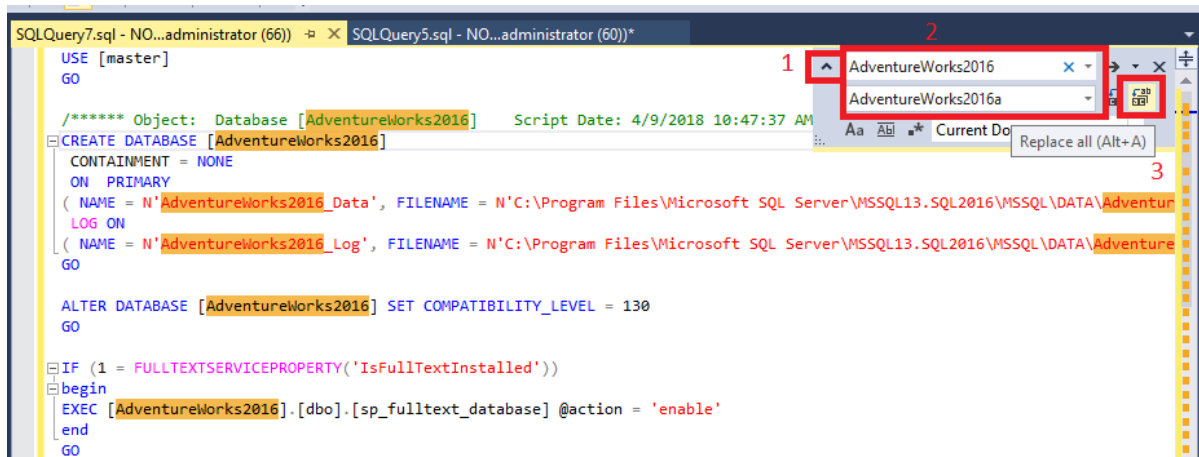 SQLQuery7.sql - NO...administrator (66)) SQLQuery5.sql - NO...administrator (60))*
2
1
AdventureWorks2016
AdventureWorks2016a
Aa Abl .* Current Do
Replace all (Alt+A)
3
USE [master]
GO
/****** Object:  Database [AdventureWorks2016]    Script Date: 4/9/2018 10:47:37 AM
CREATE DATABASE [AdventureWorks2016]
CONTAINMENT = NONE
ON  PRIMARY
( NAME = N'AdventureWorks2016_Data', FILENAME = N'C:\Program Files\Microsoft SQL Server\MSSQL13.SQL2016\MSSQL\DATA\Adventur
LOG ON
( NAME = N'AdventureWorks2016_Log', FILENAME = N'C:\Program Files\Microsoft SQL Server\MSSQL13.SQL2016\MSSQL\DATA\Adventure
GO
ALTER DATABASE [AdventureWorks2016] SET COMPATIBILITY_LEVEL = 130
GO
IF (1 = FULLTEXTSERVICEPROPERTY('IsFullTextInstalled'))
begin
EXEC [AdventureWorks2016].[dbo].[sp_fulltext_database] @action = 'enable'
end
GO